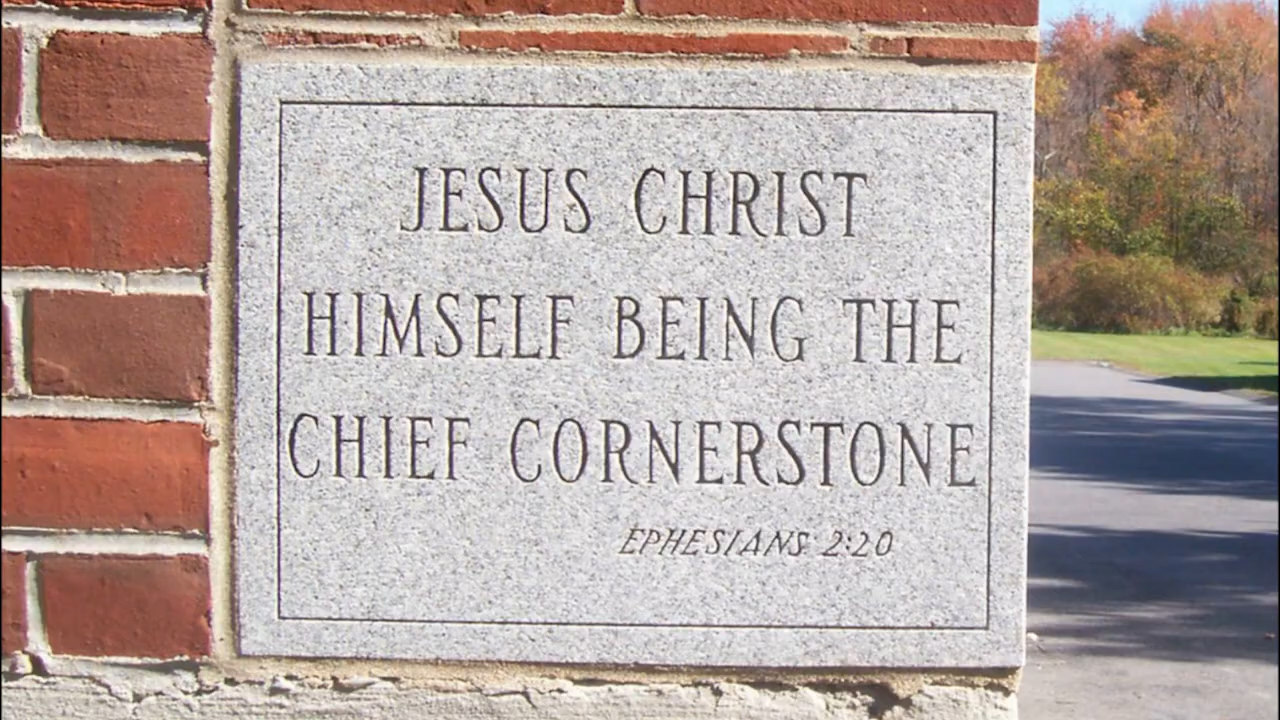 JESUS CHRIST
HIMSELF BEING THE
CHIEF CORNERSTONE
EPHESIANS 2:20